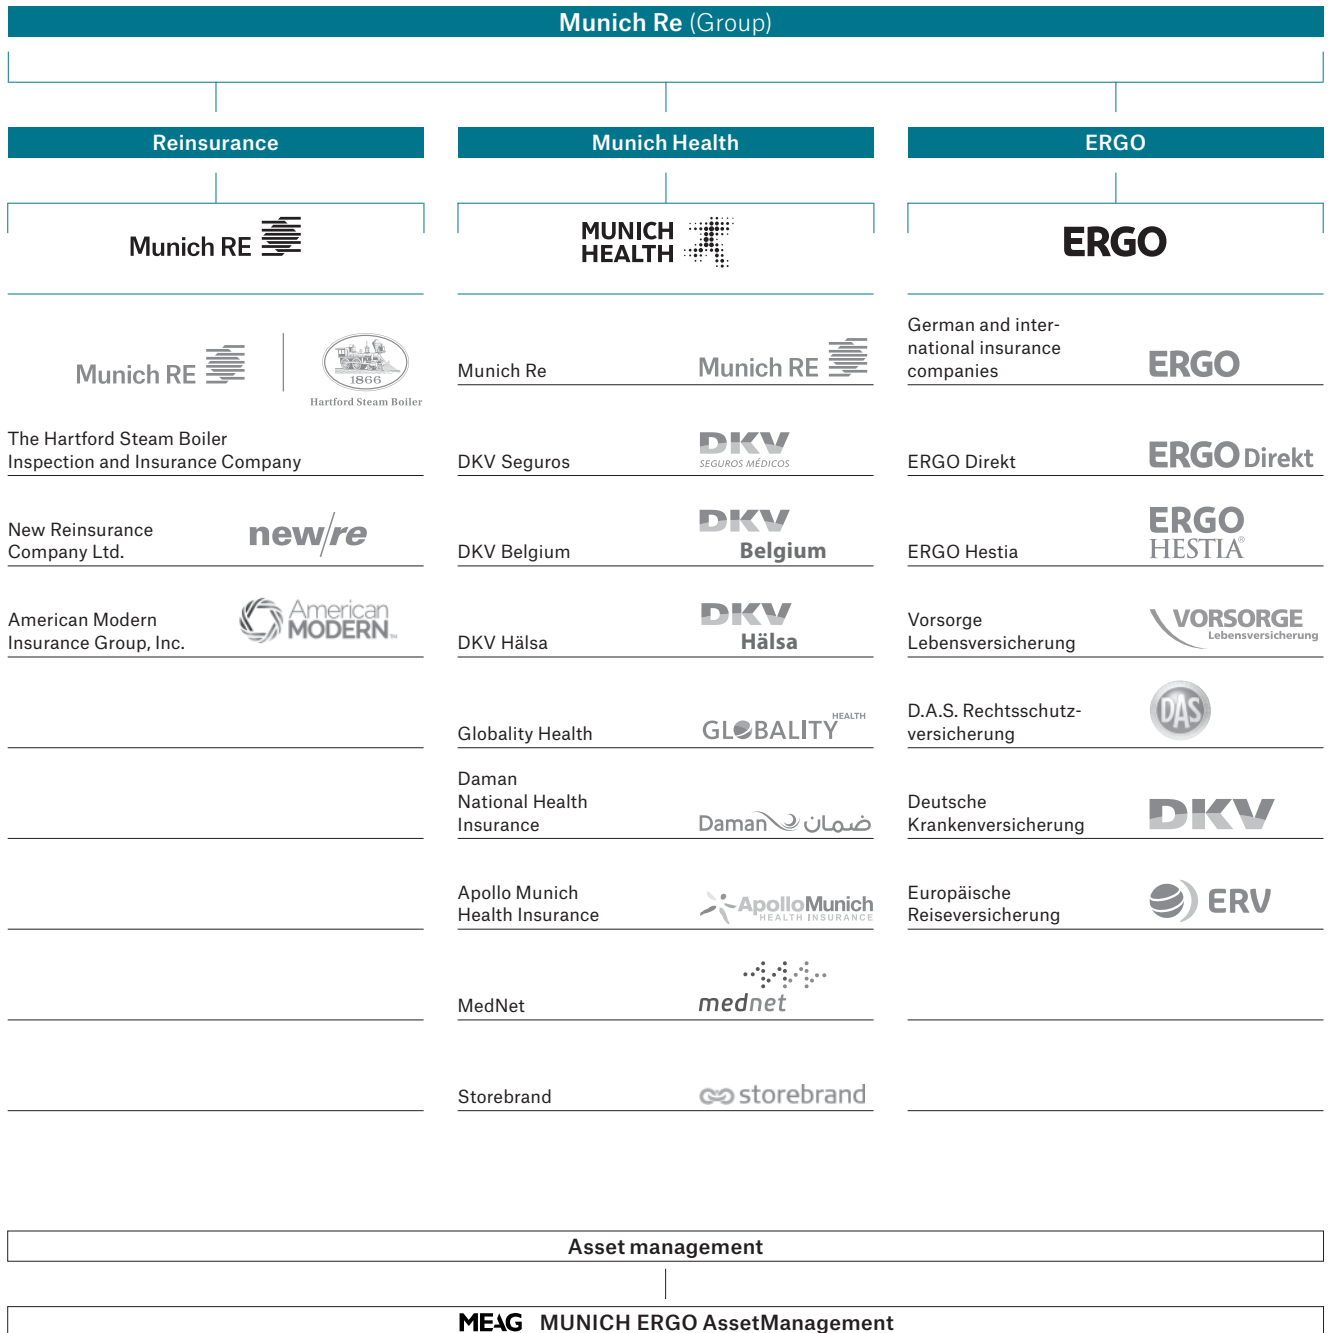 Munich Re (Group)
Reinsurance
Munich RE
Munich RE
1866
Hartford Steam Boiler
The Hartford Steam Boiler
Inspection and Insurance Company
New Reinsurance
Company Ltd.
new/re
American Modern
Insurance Group, Inc.
American
MODERN™
Munich Health
MUNICH
HEALTH
Munich Re
Munich RE
DKV Seguros
DKV
SEGUROS MÉDICOS
DKV Belgium
DKV
Belgium
DKV Hälsa
DKV
Hälsa
Globality Health
GLOBALITY HEALTH
Daman
National Health
Insurance
Daman ضمان
Apollo Munich
Health Insurance
ApolloMunich
HEALTH INSURANCE
MedNet
mednet
Storebrand
storebrand
ERGO
ERGO
German and inter-
national insurance
companies
ERGO
ERGO Direkt
ERGO Direkt
ERGO Hestia
ERGO
HESTIA®
Vorsorge
Lebensversicherung
VORSORGE
Lebensversicherung
D.A.S. Rechtsschutz-
versicherung
DAS
Deutsche
Krankenversicherung
DKV
Europäische
Reiseversicherung
ERV
Asset management
MEAG MUNICH ERGO AssetManagement